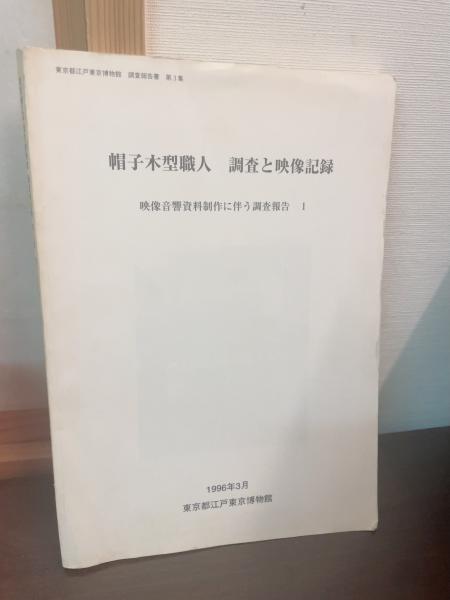 東京都江戸東京博物館 調査報告書 第3集
帽子木型職人 調査と映像記録
映像音響資料制作に伴う調査報告 1
1996年3月
東京都江戸東京博物館